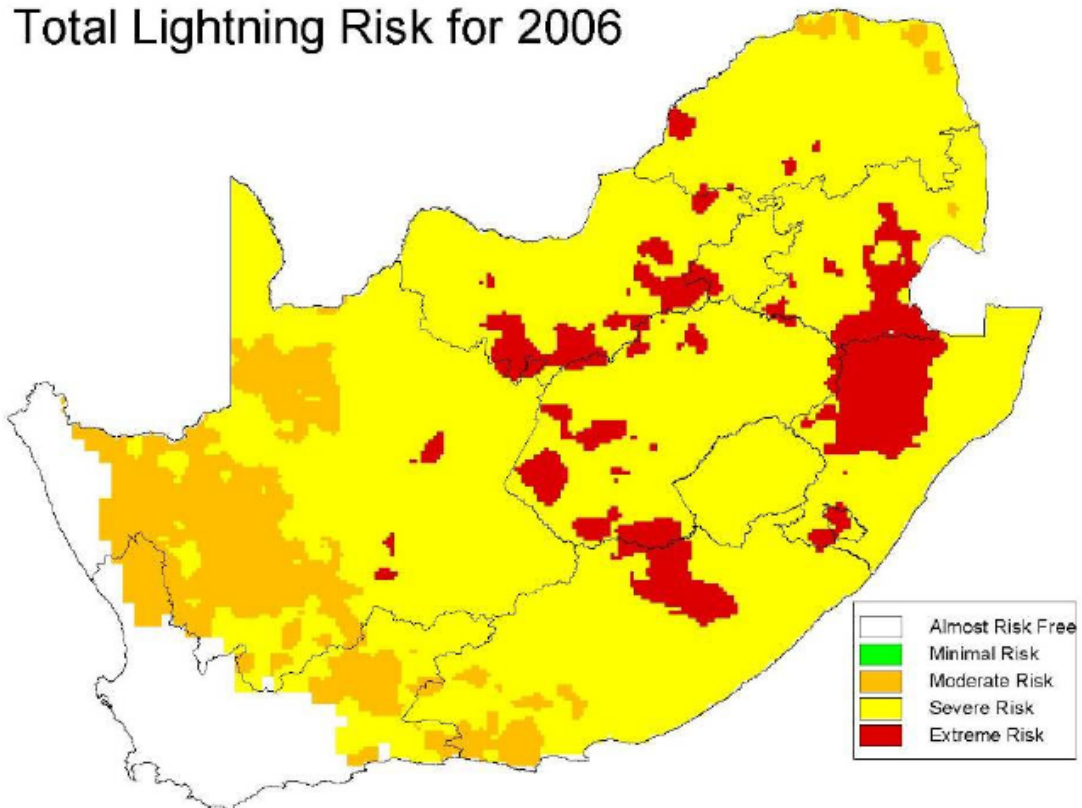 Total Lightning Risk for 2006
Almost Risk Free
Minimal Risk
Moderate Risk
Severe Risk
Extreme Risk